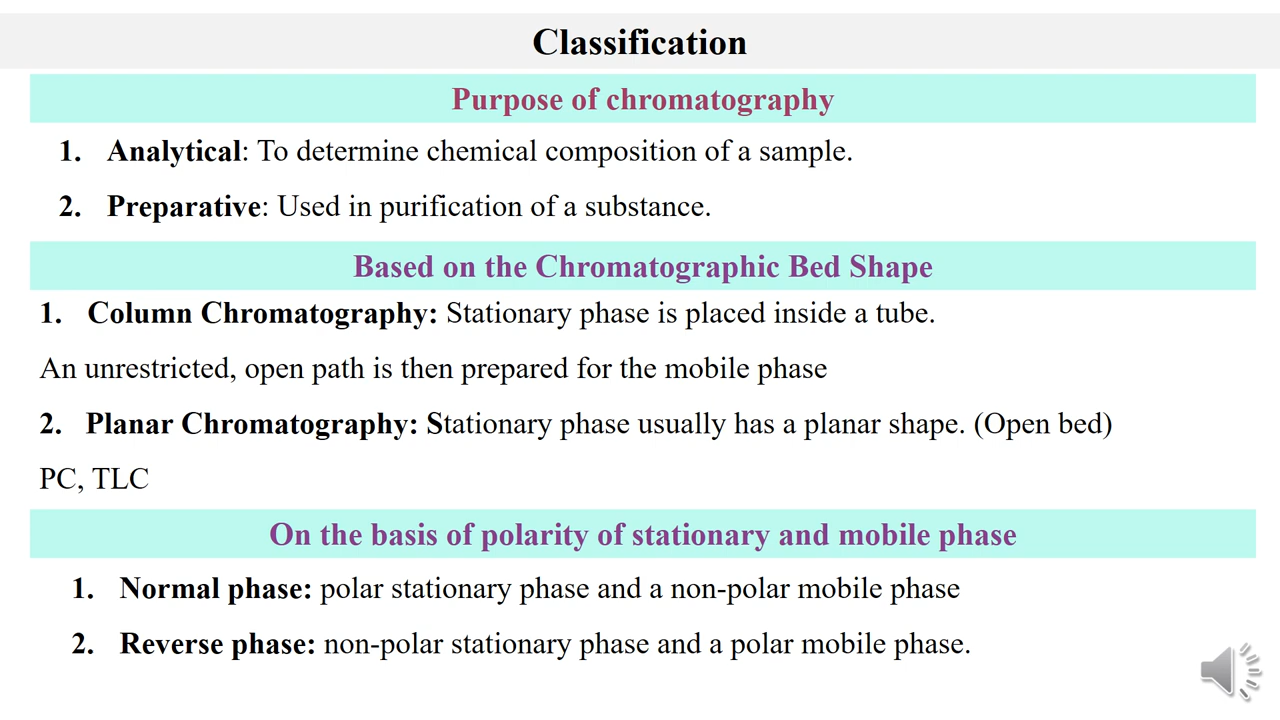 Classification
Purpose of chromatography
1. Analytical: To determine chemical composition of a sample.
2. Preparative: Used in purification of a substance.
Based on the Chromatographic Bed Shape
1. Column Chromatography: Stationary phase is placed inside a tube.
An unrestricted, open path is then prepared for the mobile phase
2. Planar Chromatography: Stationary phase usually has a planar shape. (Open bed)
PC, TLC
On the basis of polarity of stationary and mobile phase
1. Normal phase: polar stationary phase and a non-polar mobile phase
2. Reverse phase: non-polar stationary phase and a polar mobile phase.